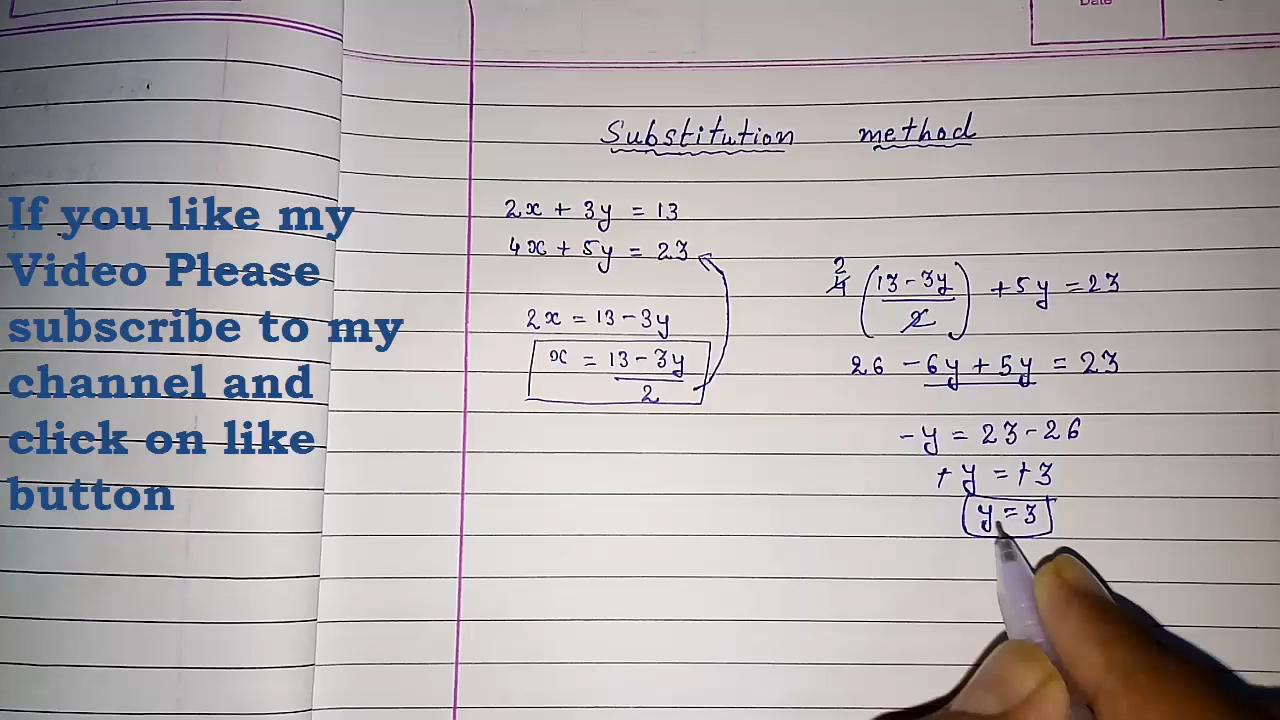 Date
Substitution method
If you like my
Video Please
subscribe to my
channel and
click on like
button
2x + 3y = 13
4x + 5y = 23
2x = 13 - 3y
x = 13 - 3y
2
2
4 (13 - 3y) + 5y = 23
2
26 - 6y + 5y = 23
- y = 23 - 26
+ y = + 3
y = 3